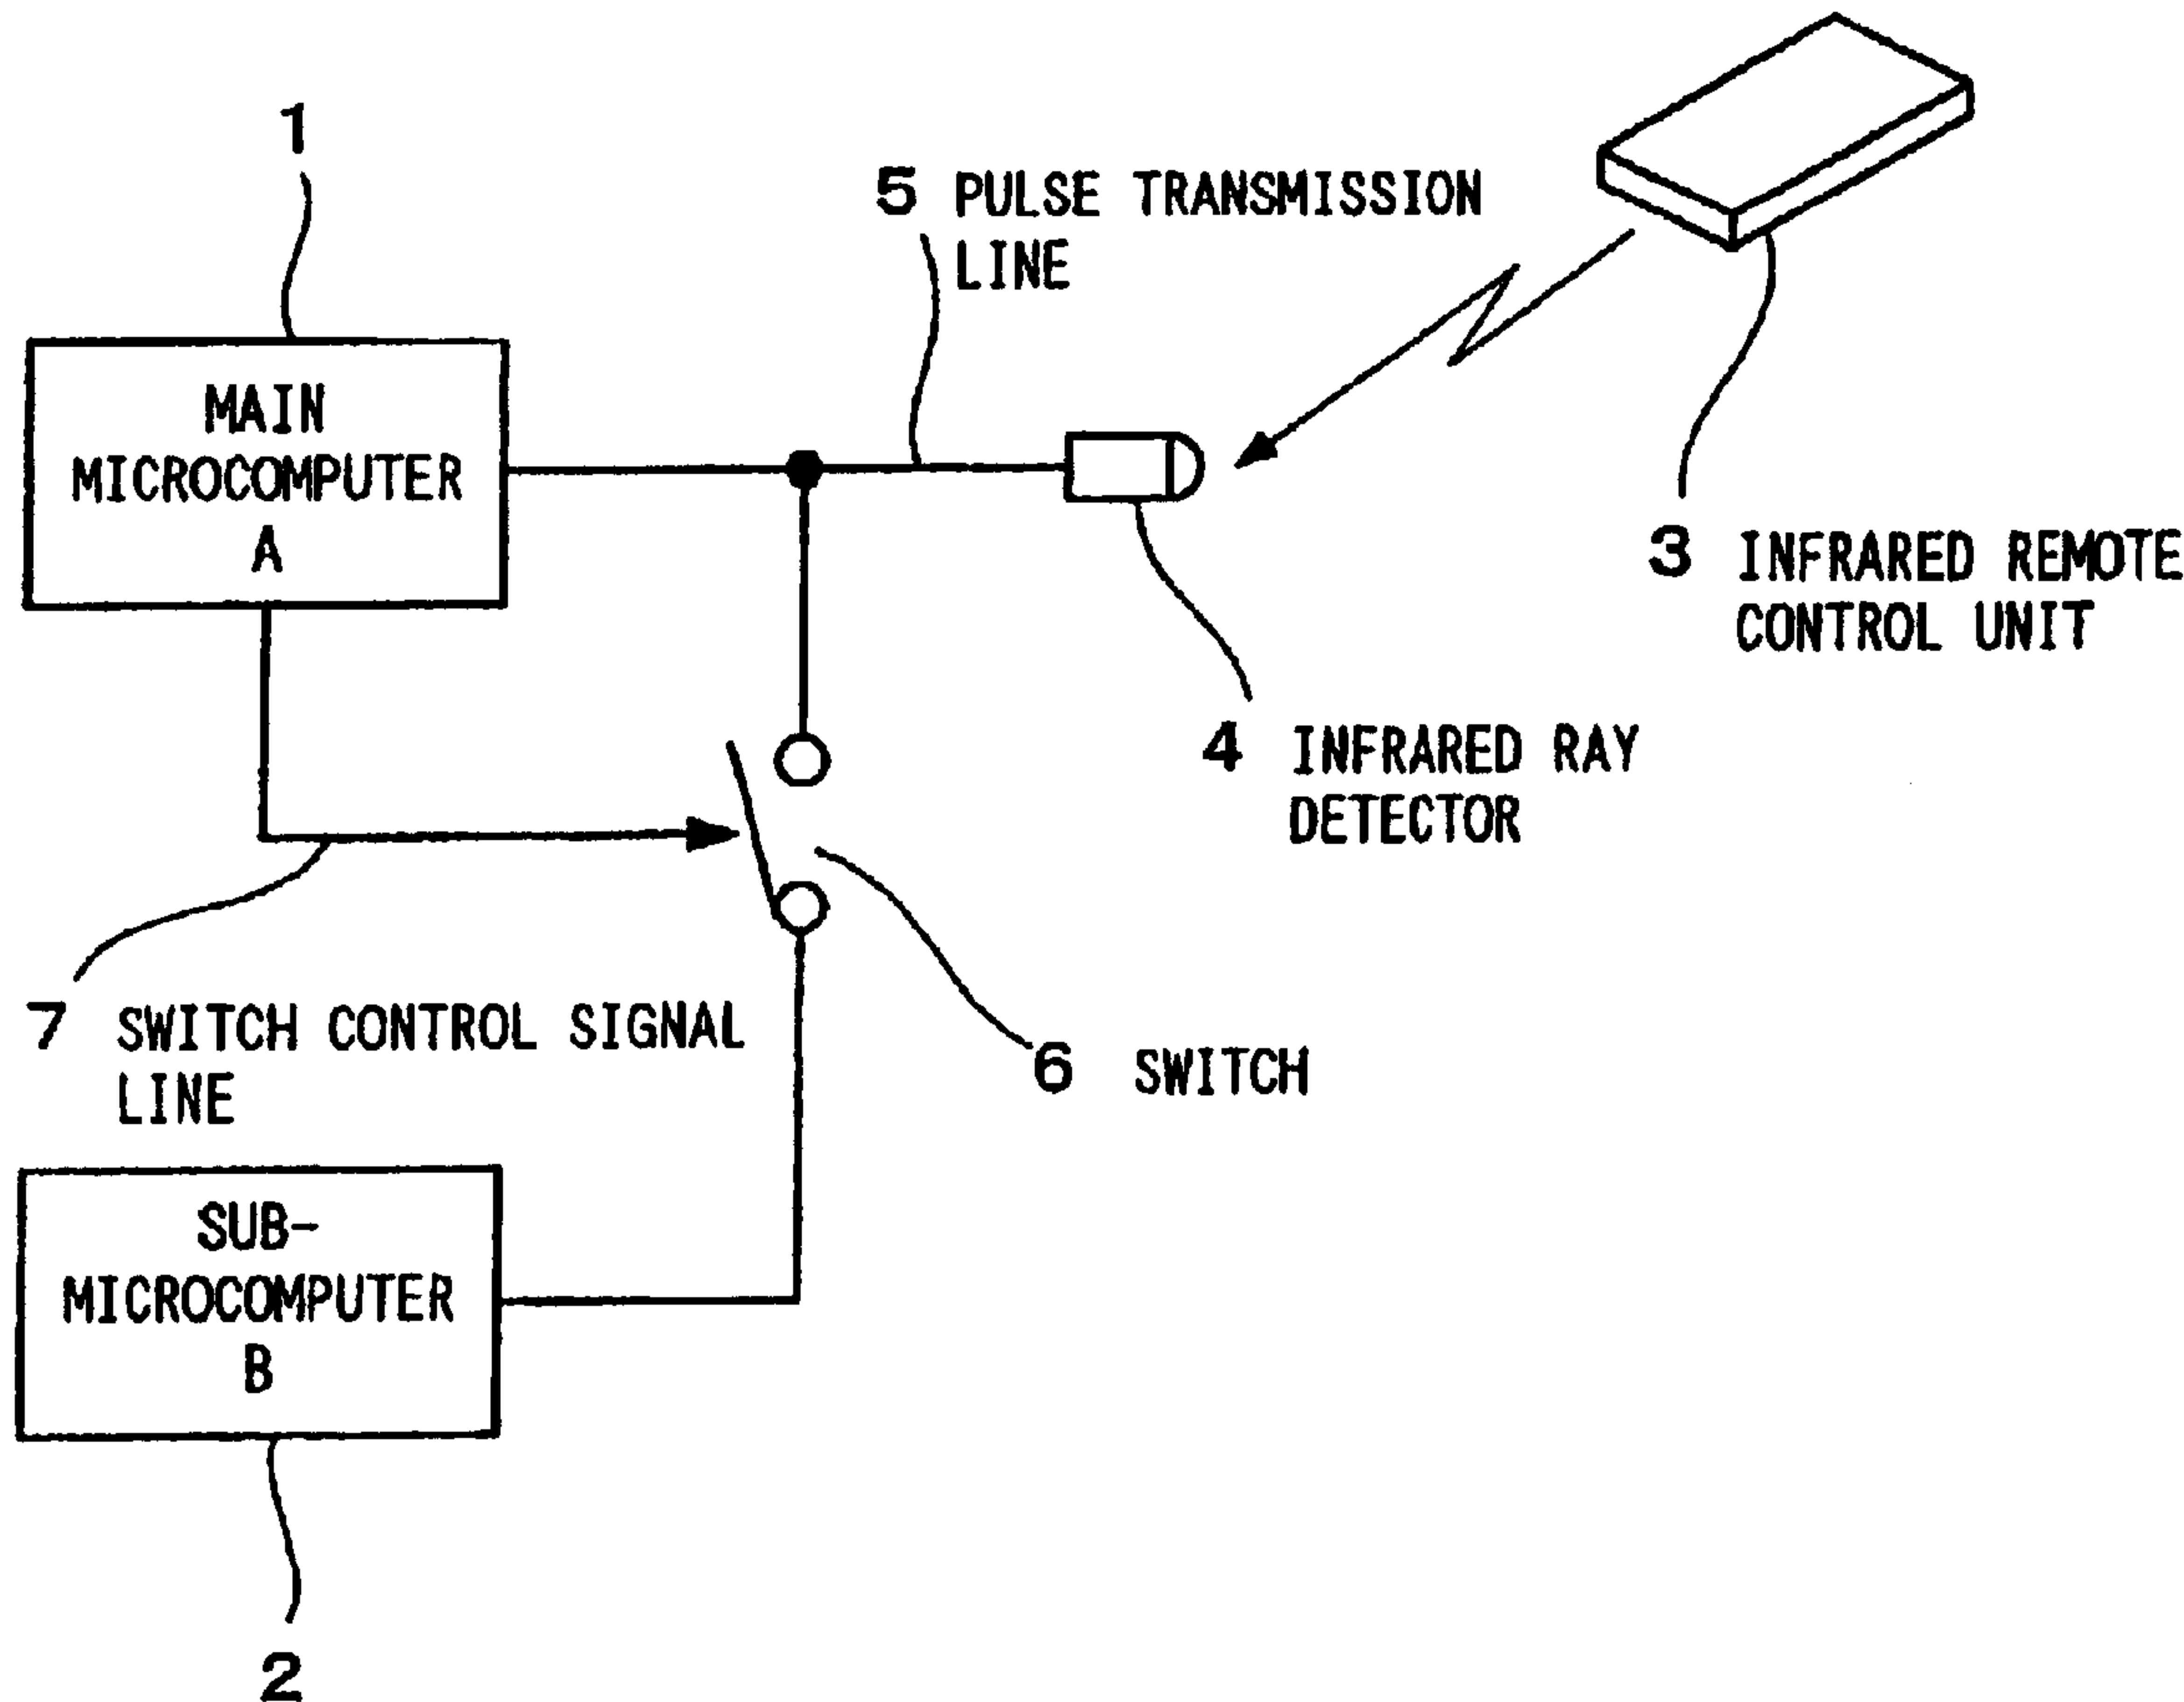 1
5 PULSE TRANSMISSION
LINE
MAIN
MICROCOMPUTER
A
3 INFRARED REMOTE
CONTROL UNIT
4 INFRARED RAY
DETECTOR
7 SWITCH CONTROL SIGNAL
LINE
6 SWITCH
SUB-
MICROCOMPUTER
B
2